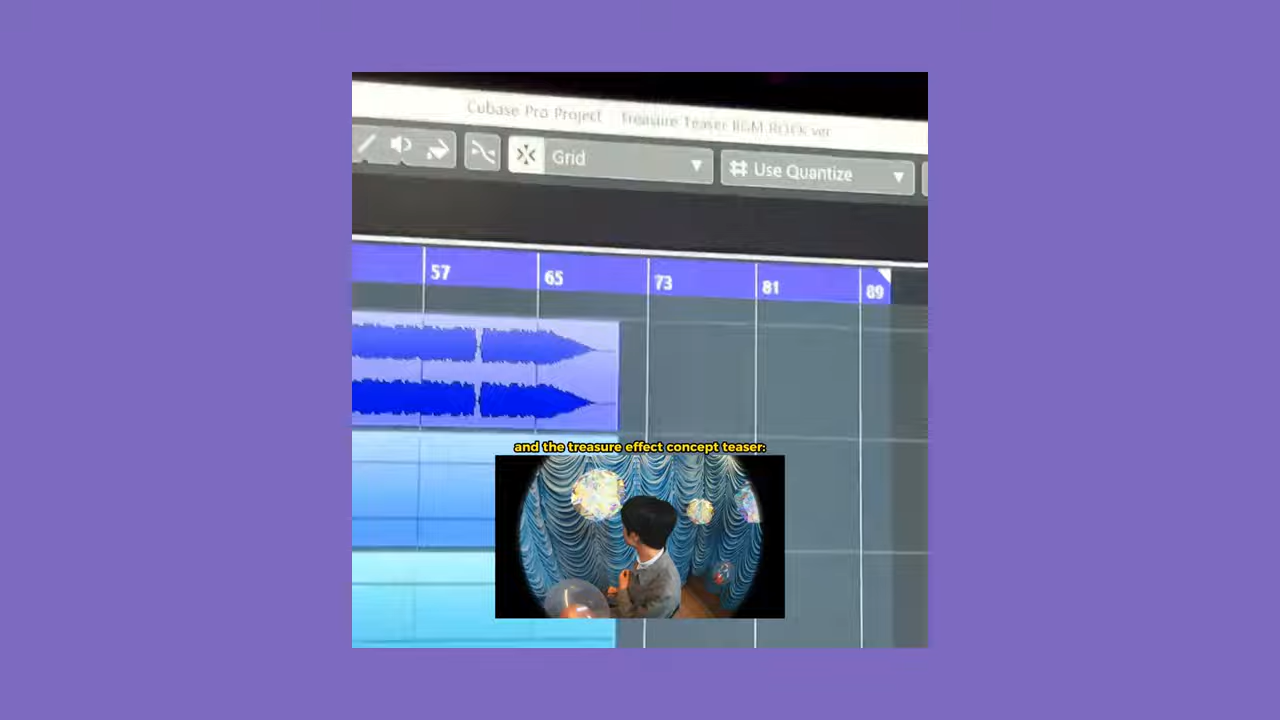 Cubase Pro Project - Treasure Teaser BGM ROCK ver
Grid
Use Quantize
57
65
73
81
89
and the treasure effect concept teaser: